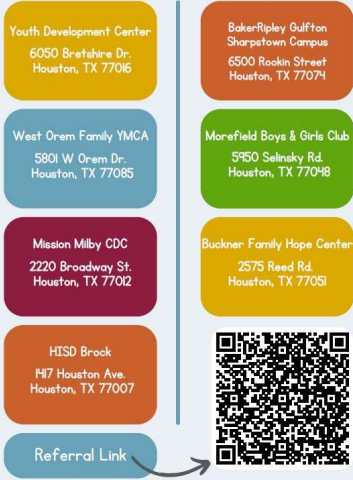 Youth Development Center
6050 Bretshire Dr.
Houston, TX 77016
West Orem Family YMCA
5801 W Orem Dr.
Houston, TX 77085
Mission Milby CDC
2220 Broadway St.
Houston, TX 77012
HISD Brock
1417 Houston Ave.
Houston, TX 77007
Referral Link
BakerRipley Gulfton
Sharpstown Campus
6500 Rookin Street
Houston, TX 77074
Morefield Boys & Girls Club
5950 Selinsky Rd.
Houston, TX 77048
Buckner Family Hope Center
2575 Reed Rd.
Houston, TX 77051